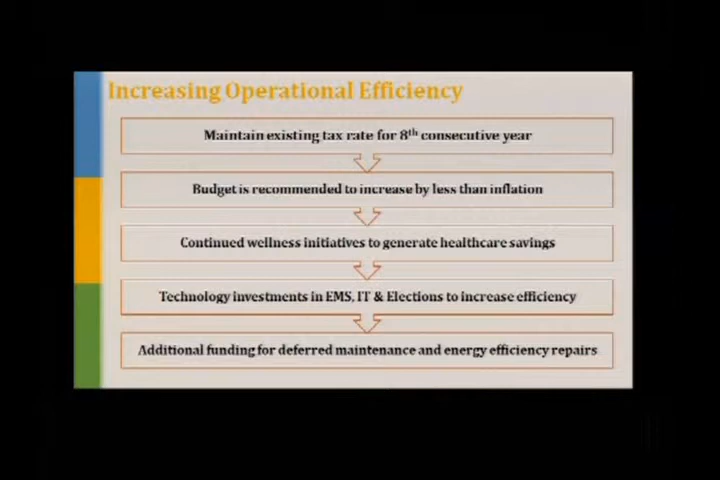 Increasing Operational Efficiency
Maintain existing tax rate for 8th consecutive year
Budget is recommended to increase by less than inflation
Continued wellness initiatives to generate healthcare savings
Technology investments in EMS, IT & Elections to increase efficiency
Additional funding for deferred maintenance and energy efficiency repairs